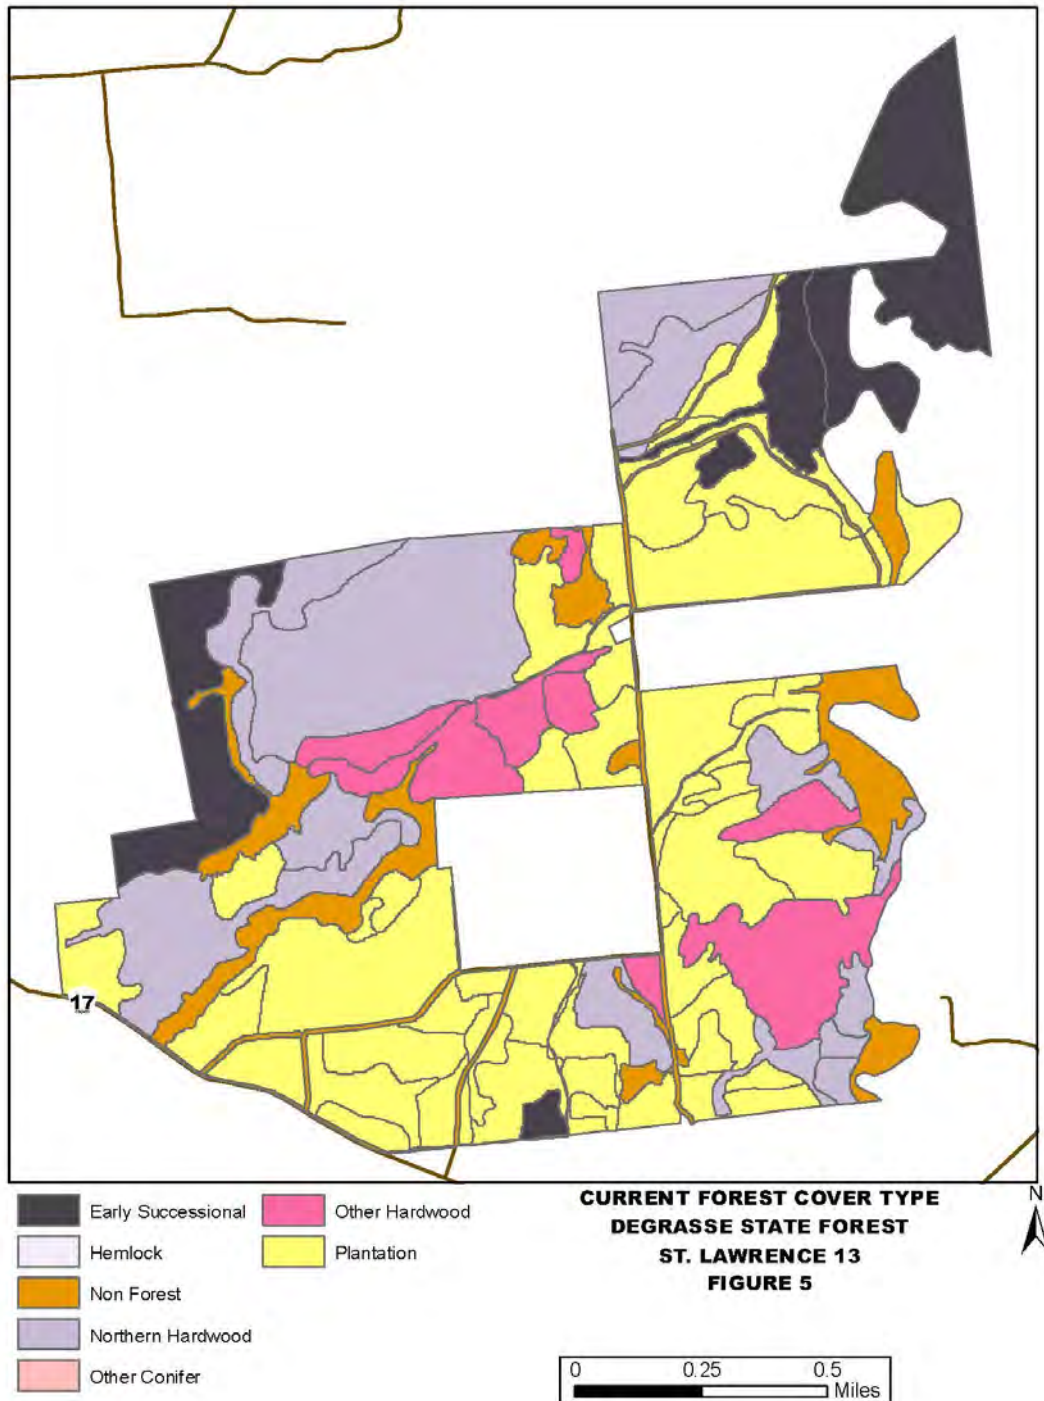 17
Early Successional
Hemlock
Non Forest
Northern Hardwood
Other Conifer
Other Hardwood
Plantation
CURRENT FOREST COVER TYPE
DEGRASSE STATE FOREST
ST. LAWRENCE 13
FIGURE 5
N
0 0.25 0.5
Miles